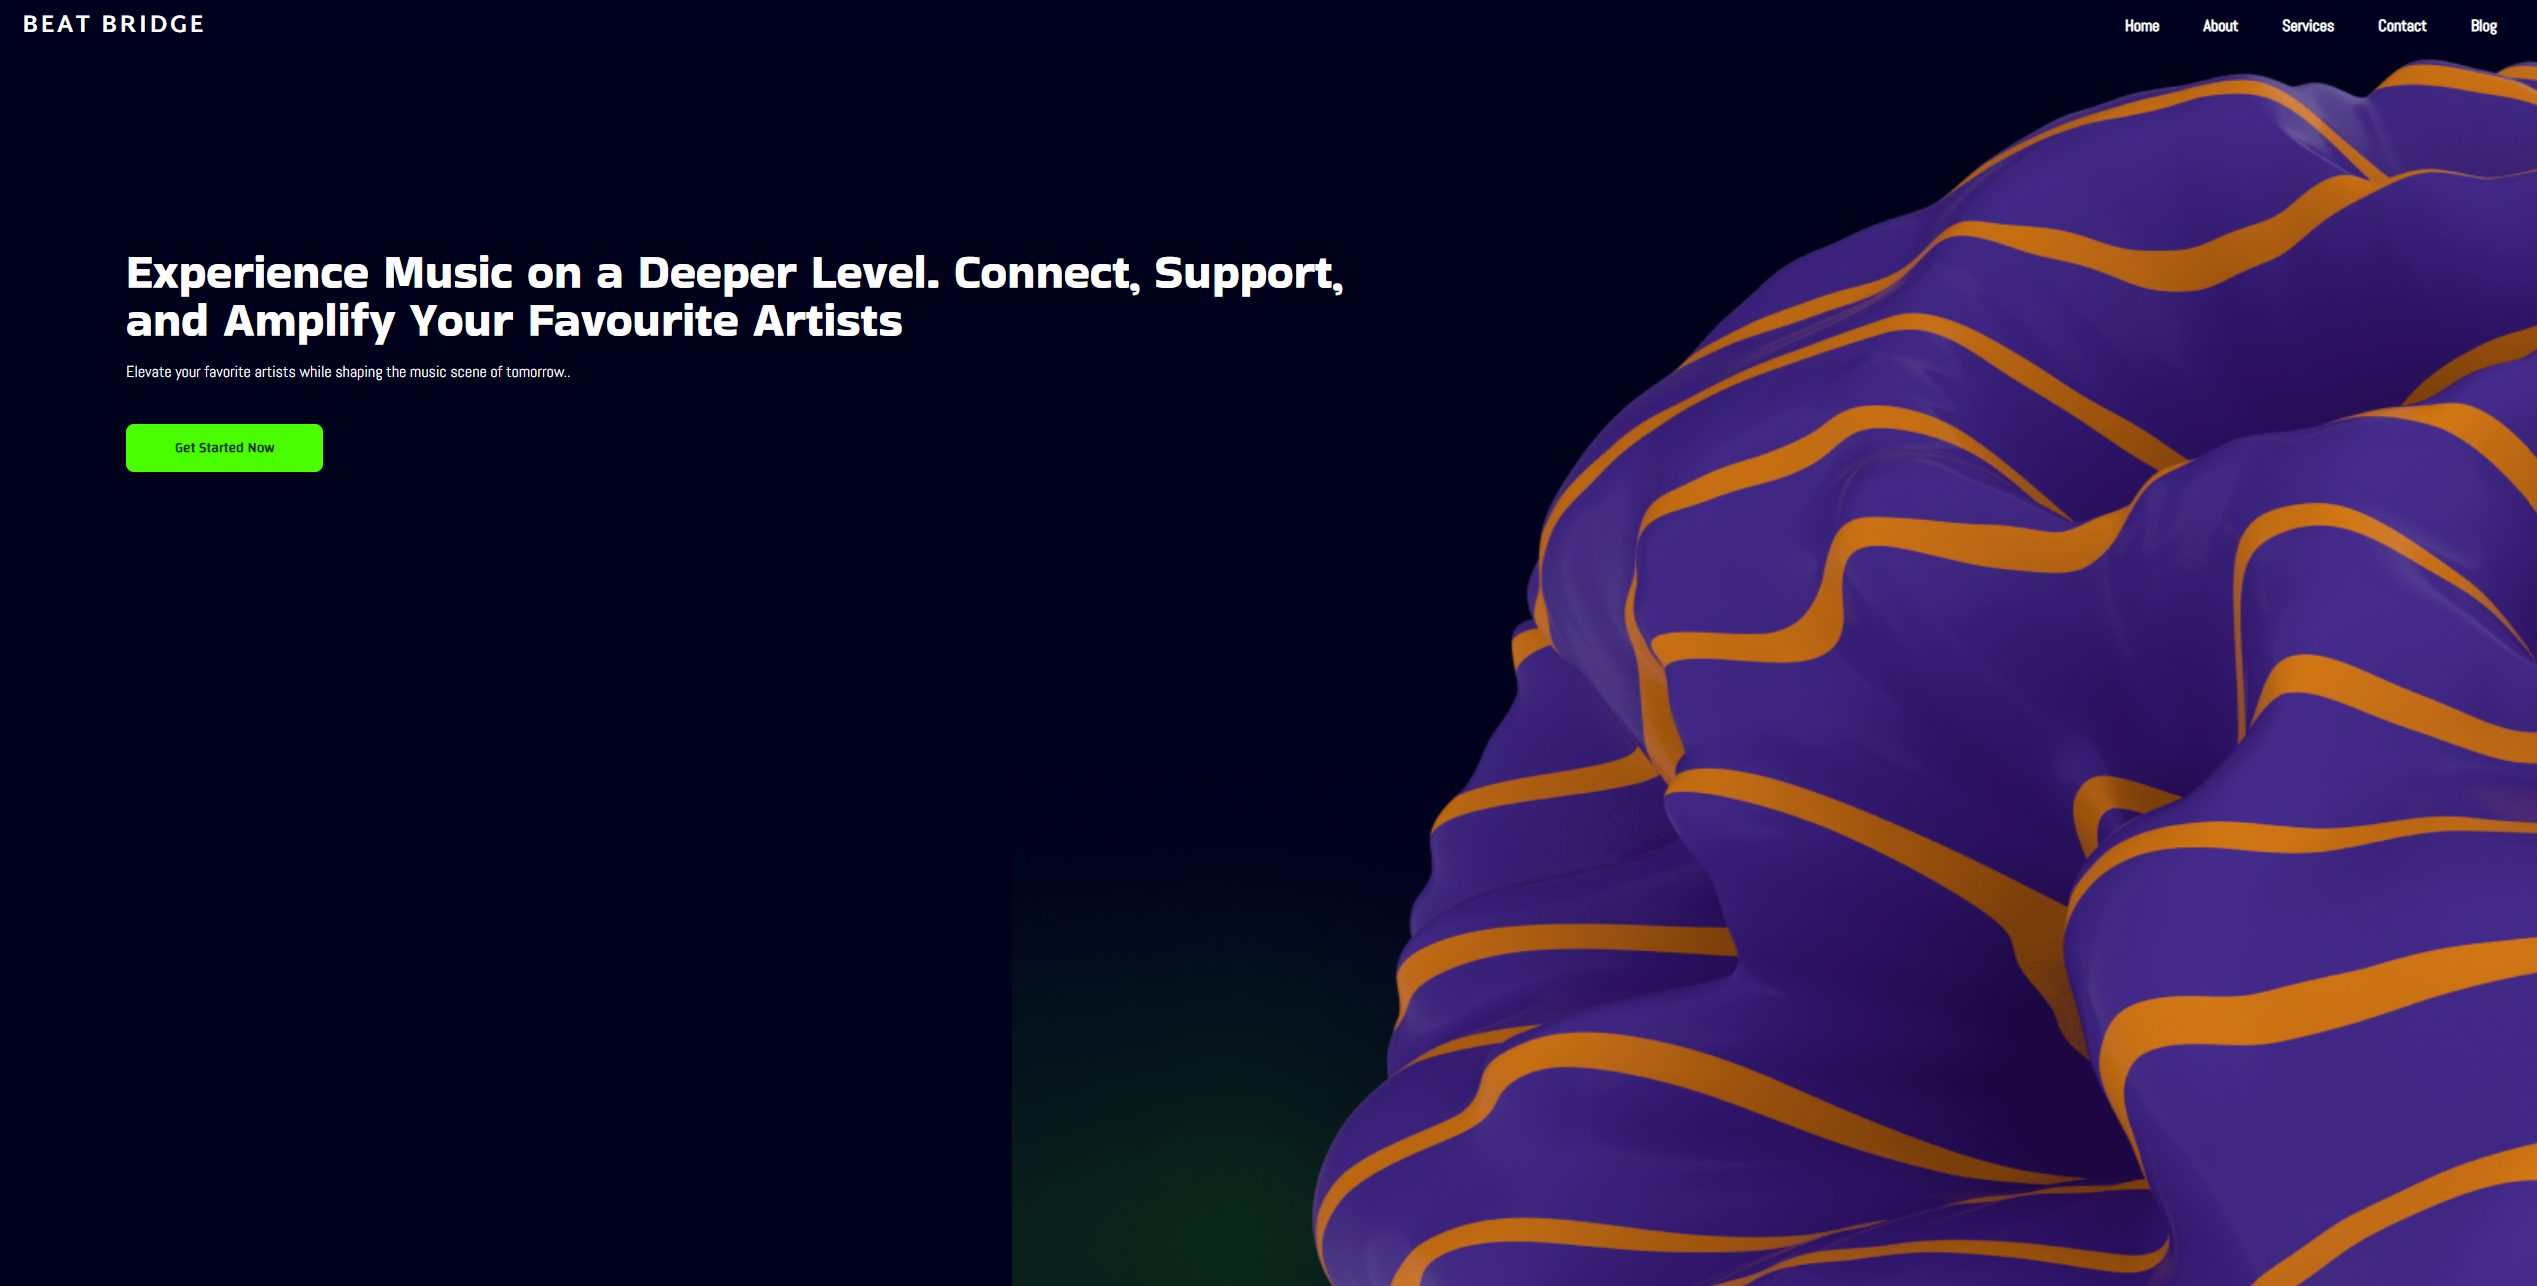 BEAT BRIDGE
Home
About
Services
Contact
Blog
Experience Music on a Deeper Level. Connect, Support,
and Amplify Your Favourite Artists
Elevate your favorite artists while shaping the music scene of tomorrow..
Get Started Now